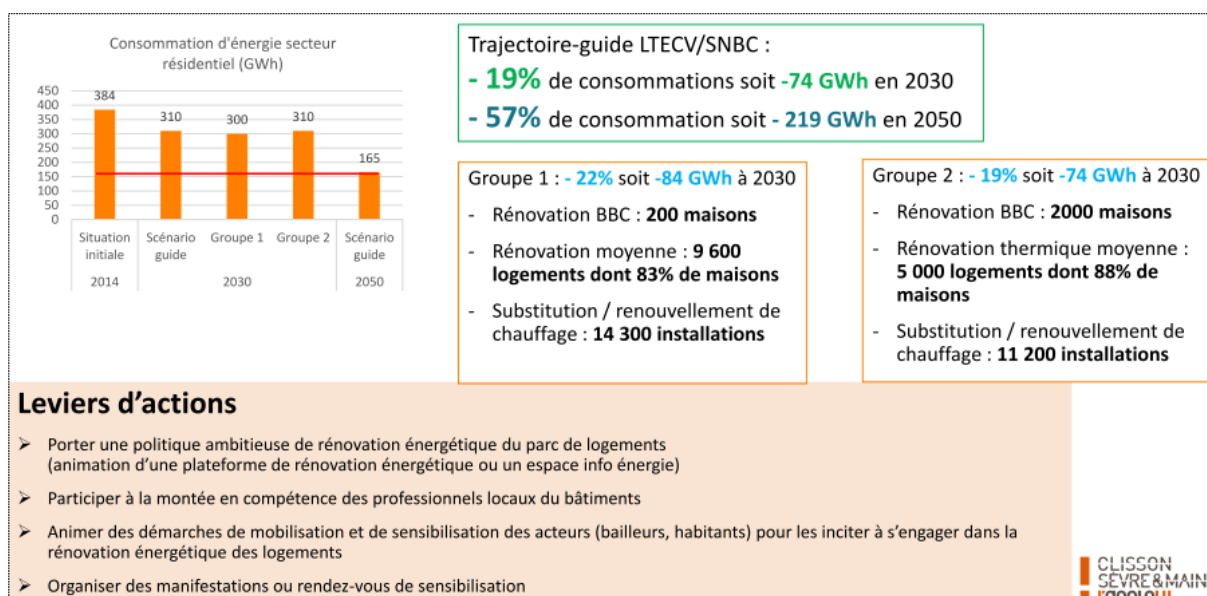 Consommation d'énergie secteur
résidentiel (GWh)
450
400
350
300
250
200
150
100
50
0
384
310
300
310
165
Situation initiale
Scénario guide
Groupe 1
Groupe 2
Scénario guide
2014
2030
2050
Trajectoire-guide LTECV/SNBC :
- 19% de consommations soit -74 GWh en 2030
- 57% de consommation soit - 219 GWh en 2050
Groupe 1 : - 22% soit -84 GWh à 2030
- Rénovation BBC : 200 maisons
- Rénovation moyenne : 9 600
logements dont 83% de maisons
- Substitution / renouvellement de
chauffage : 14 300 installations
Groupe 2 : - 19% soit -74 GWh à 2030
- Rénovation BBC : 2000 maisons
- Rénovation thermique moyenne :
5 000 logements dont 88% de
maisons
- Substitution / renouvellement de
chauffage : 11 200 installations
Leviers d'actions
➢ Porter une politique ambitieuse de rénovation énergétique du parc de logements
(animation d'une plateforme de rénovation énergétique ou un espace info énergie)
➢ Participer à la montée en compétence des professionnels locaux du bâtiments
➢ Animer des démarches de mobilisation et de sensibilisation des acteurs (bailleurs, habitants) pour les inciter à s'engager dans la
rénovation énergétique des logements
➢ Organiser des manifestations ou rendez-vous de sensibilisation
CLISSON
SÈVRE&MAIN